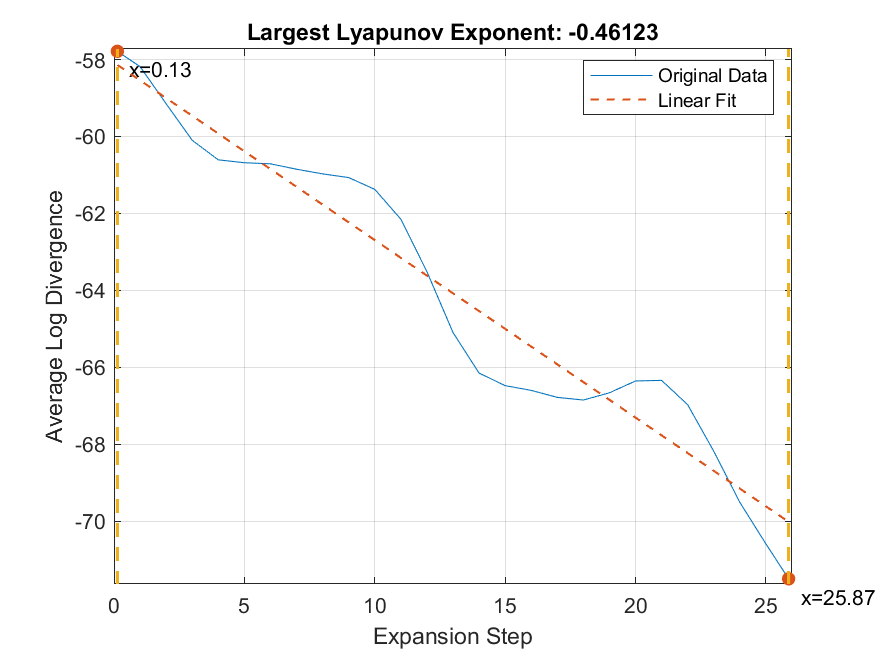 Largest Lyapunov Exponent: -0.46123
-58
x=0.13
Original Data
Linear Fit
-60
-62
-64
-66
-68
-70
Average Log Divergence
x=25.87
0 5 10 15 20 25
Expansion Step